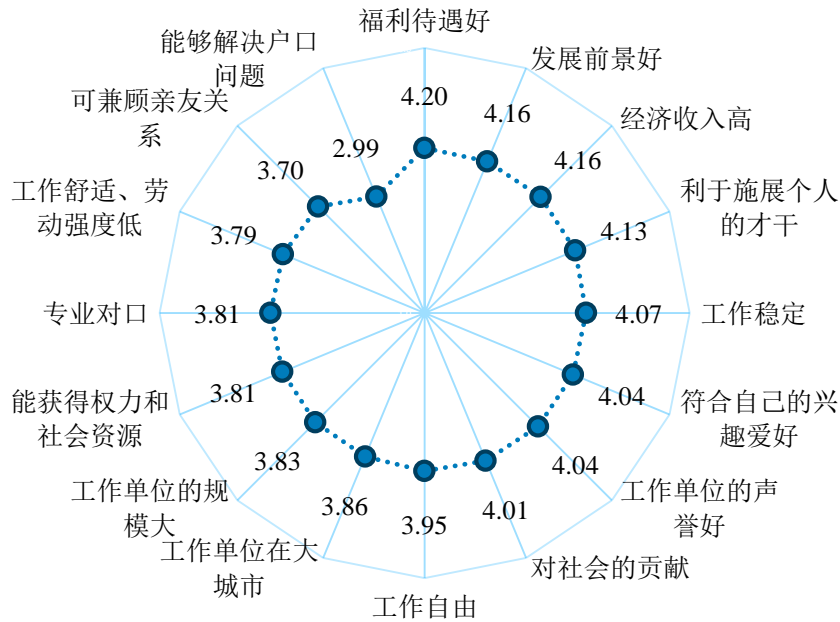 福利待遇好
4.20
发展前景好
4.16
经济收入高
4.16
利于施展个人
的才干
4.13
工作稳定
4.07
符合自己的兴
趣爱好
4.04
工作单位的声
誉好
4.04
对社会的贡献
4.01
工作自由
3.95
工作单位在大
城市
3.86
工作单位的规
模大
3.83
能获得权力和
社会资源
3.81
专业对口
3.81
工作舒适、劳
动强度低
3.79
可兼顾亲友关
系
3.70
能够解决户口
问题
2.99